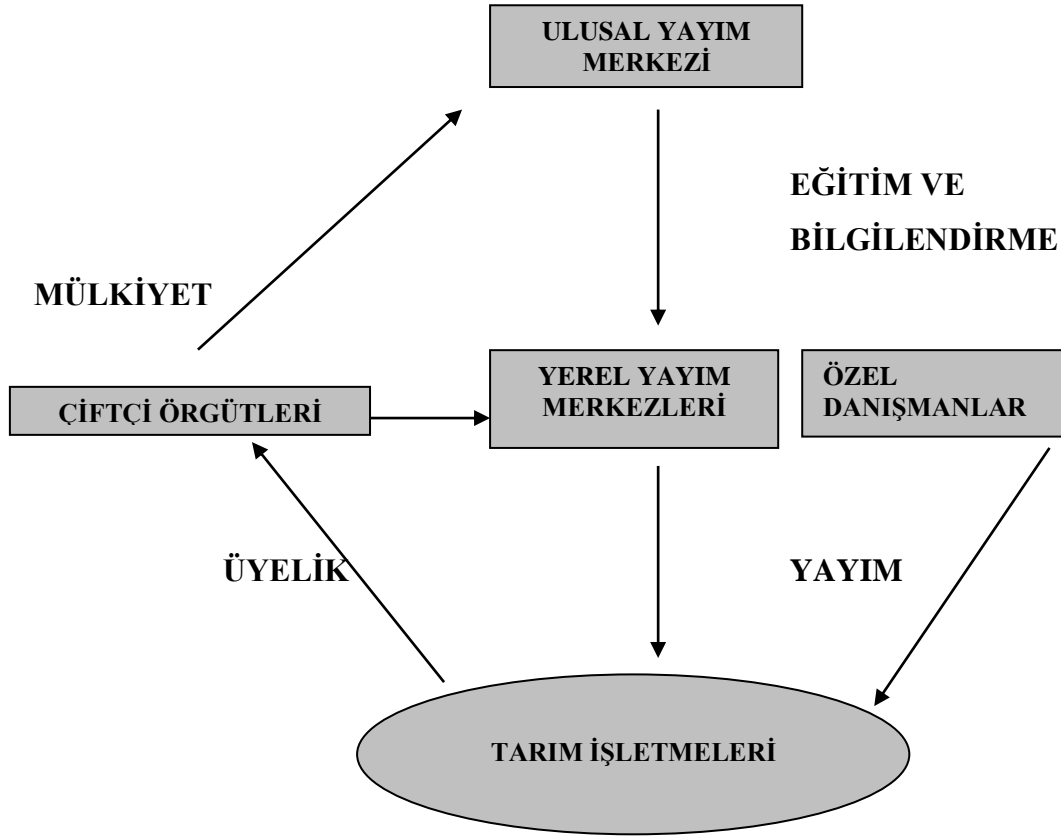 ULUSAL YAYIM
MERKEZİ
EĞİTİM VE
BİLGİLENDİRME
MÜLKİYET
ÇİFTÇİ ÖRGÜTLERİ
YEREL YAYIM
MERKEZLERİ
ÖZEL
DANIŞMANLAR
ÜYELİK
YAYIM
TARIM İŞLETMELERİ